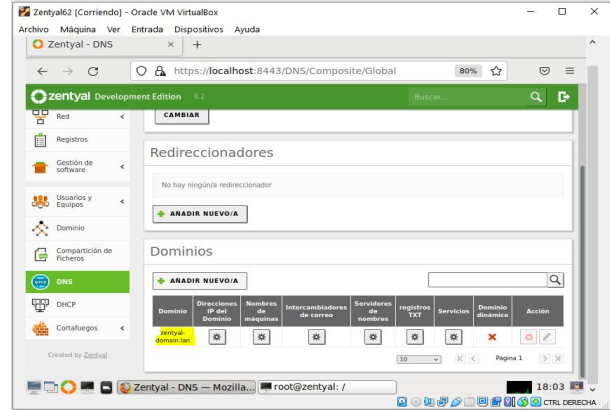 Zentyal62 [Corriendo] - Oracle VM VirtualBox
Archivo Máquina Ver Entrada Dispositivos Ayuda
Zentyal - DNS
https://localhost:8443/DNS/Composite/Global 80%
zentyal Development Edition 6.2 Buscar...
Red
CAMBIAR
Registros
Redireccionadores
Gestión de software
No hay ningún/a redireccionador
Usuarios y Equipos
AÑADIR NUEVO/A
Dominio
Compartición de Ficheros
Dominios
DNS
AÑADIR NUEVO/A
DHCP
Dominio Direcciones IP del Dominio Nombres de máquinas Intercambiadores de correo Servidores de nombres registros TXT Servicios Dominio dinámico Acción
Cortafuegos
zentyal-domain.lan
Created by Zentyal
10 Página 1
Zentyal - DNS — Mozilla... root@zentyal: / 18:03
CTRL DERECHA